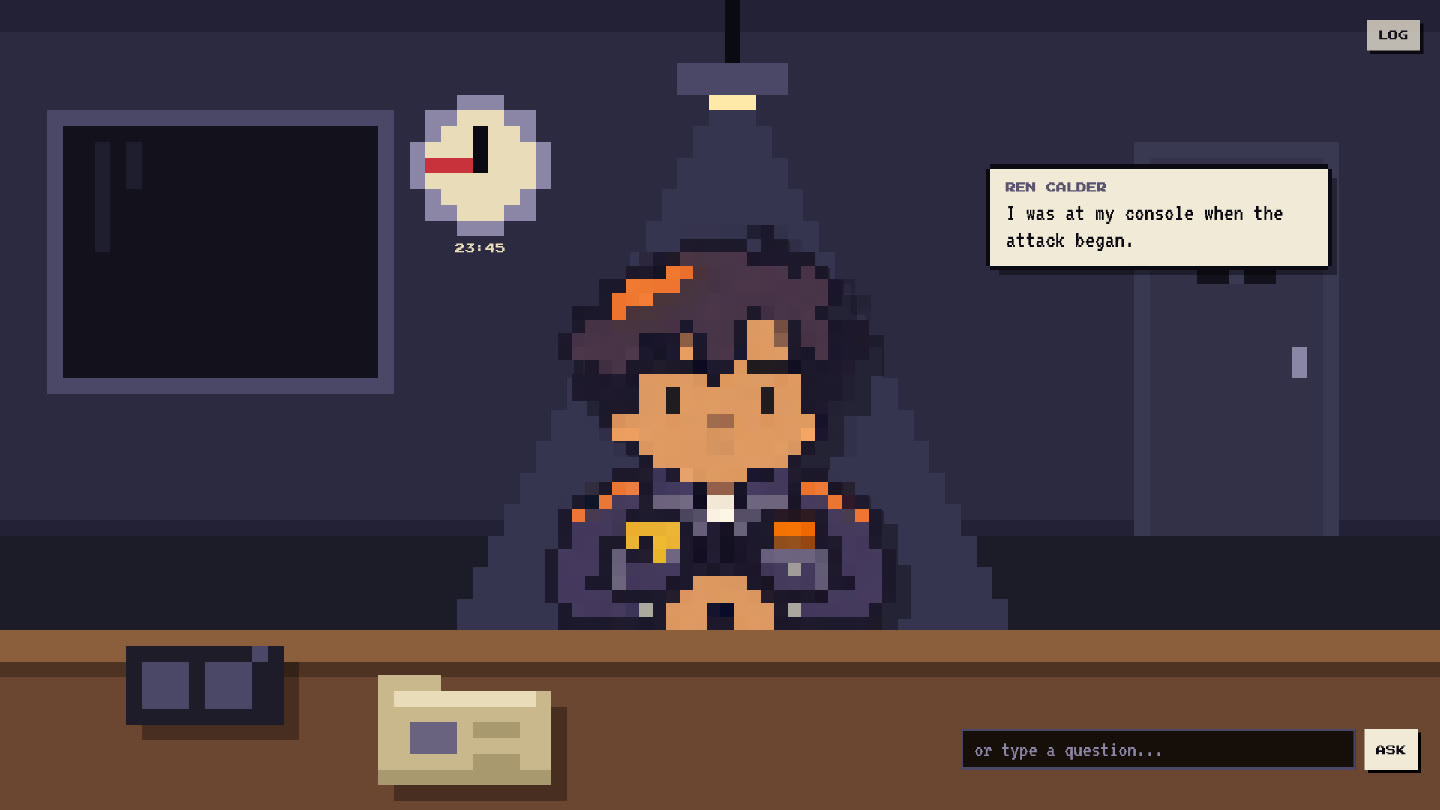 LOG
23:45
REN CALDER
I was at my console when the
attack began.
or type a question...
ASK